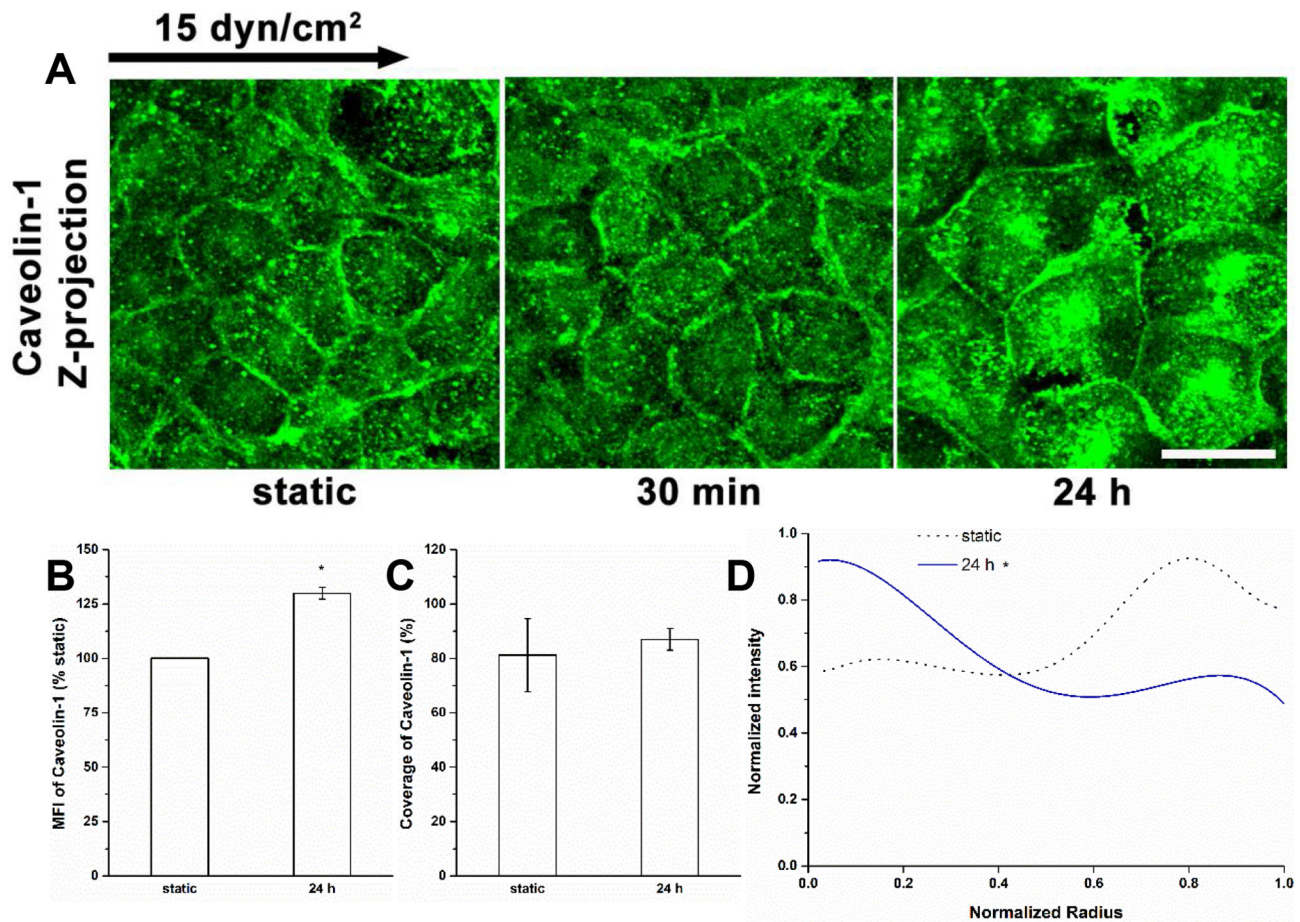 15 dyn/cm²
A
Caveolin-1
Z-projection
static
30 min
24 h
B
MFI of Caveolin-1 (% static)
150
125
100
75
50
25
0
static
24 h
*
C
Coverage of Caveolin-1 (%)
120
100
80
60
40
20
0
static
24 h
D
static
24 h *
Normalized intensity
1.0
0.8
0.6
0.4
0.2
0.0
0.0
0.2
0.4
0.6
0.8
1.0
Normalized Radius